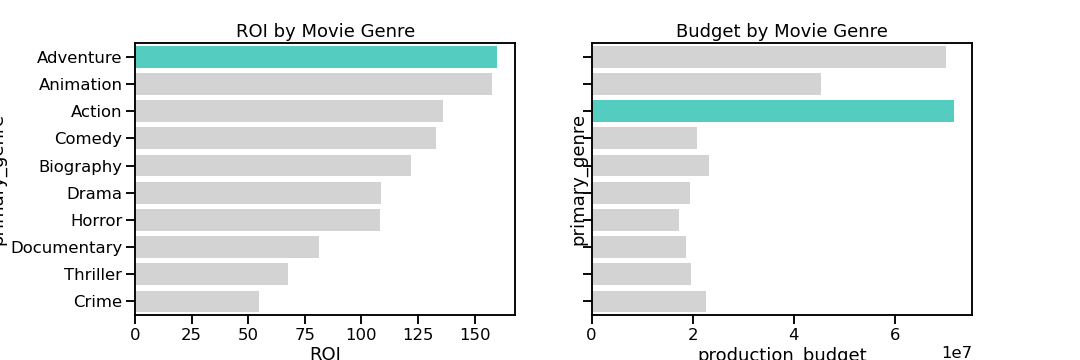 ROI by Movie Genre
Adventure
Animation
Action
Comedy
Biography
Drama
Horror
Documentary
Thriller
Crime
primary_genre
0 25 50 75 100 125 150
ROI
Budget by Movie Genre
primary_genre
0 2 4 6
1e7
production_budget